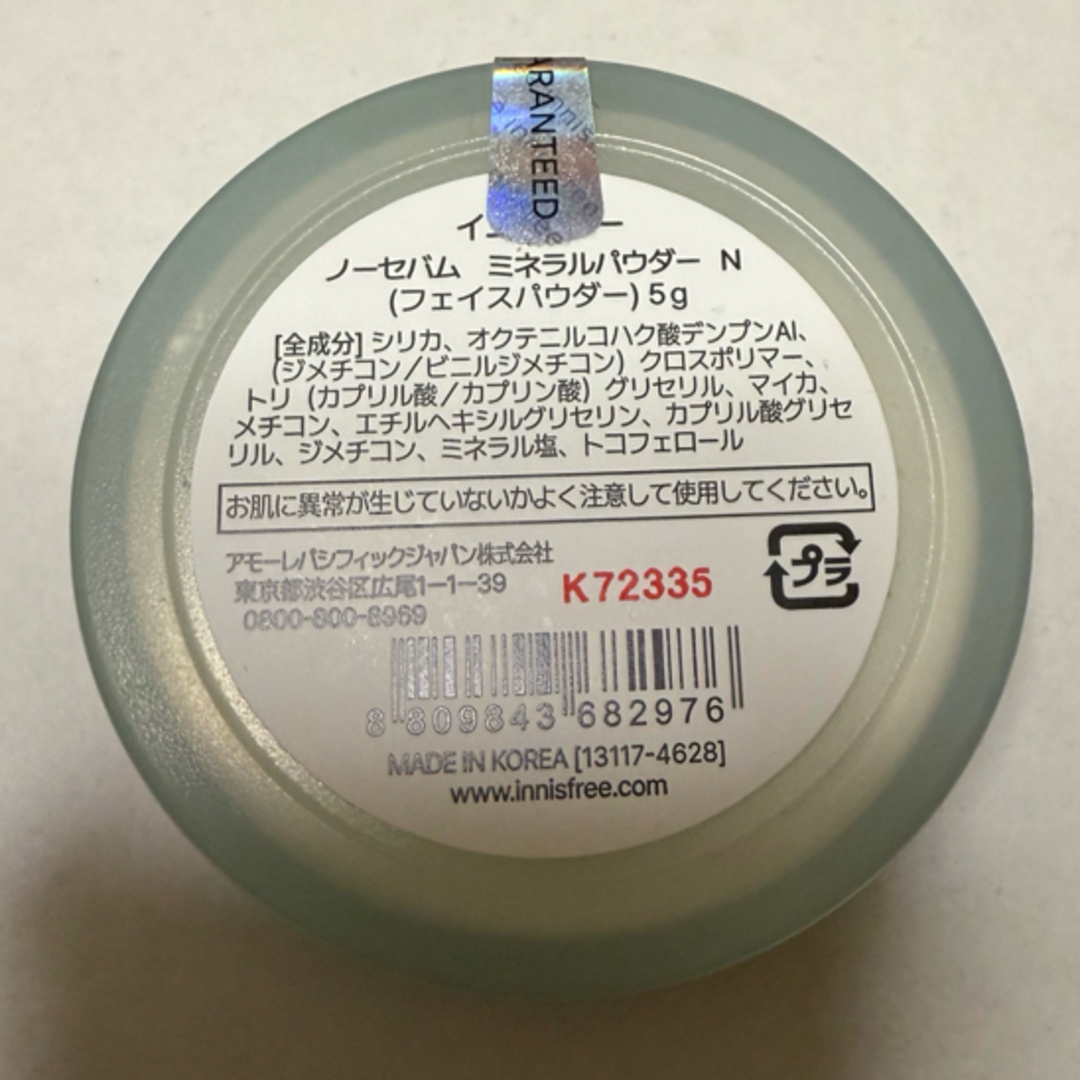 ARANTEED
ノーセバム ミネラルパウダー N
(フェイスパウダー) 5g
[全成分] シリカ、オクテニルコハク酸デンプンAl、
(ジメチコン/ビニルジメチコン) クロスポリマー、
トリ (カプリル酸/カプリン酸) グリセリル、マイカ、
メチコン、エチルヘキシルグリセリン、カプリル酸グリセ
リル、ジメチコン、ミネラル塩、トコフェロール
お肌に異常が生じていないかよく注意して使用してください。
アモーレパシフィックジャパン株式会社
東京都渋谷区広尾1-1-39
0800-800-8969
K72335
プラ
8 809843 682976
MADE IN KOREA [13117-4628]
www.innisfree.com